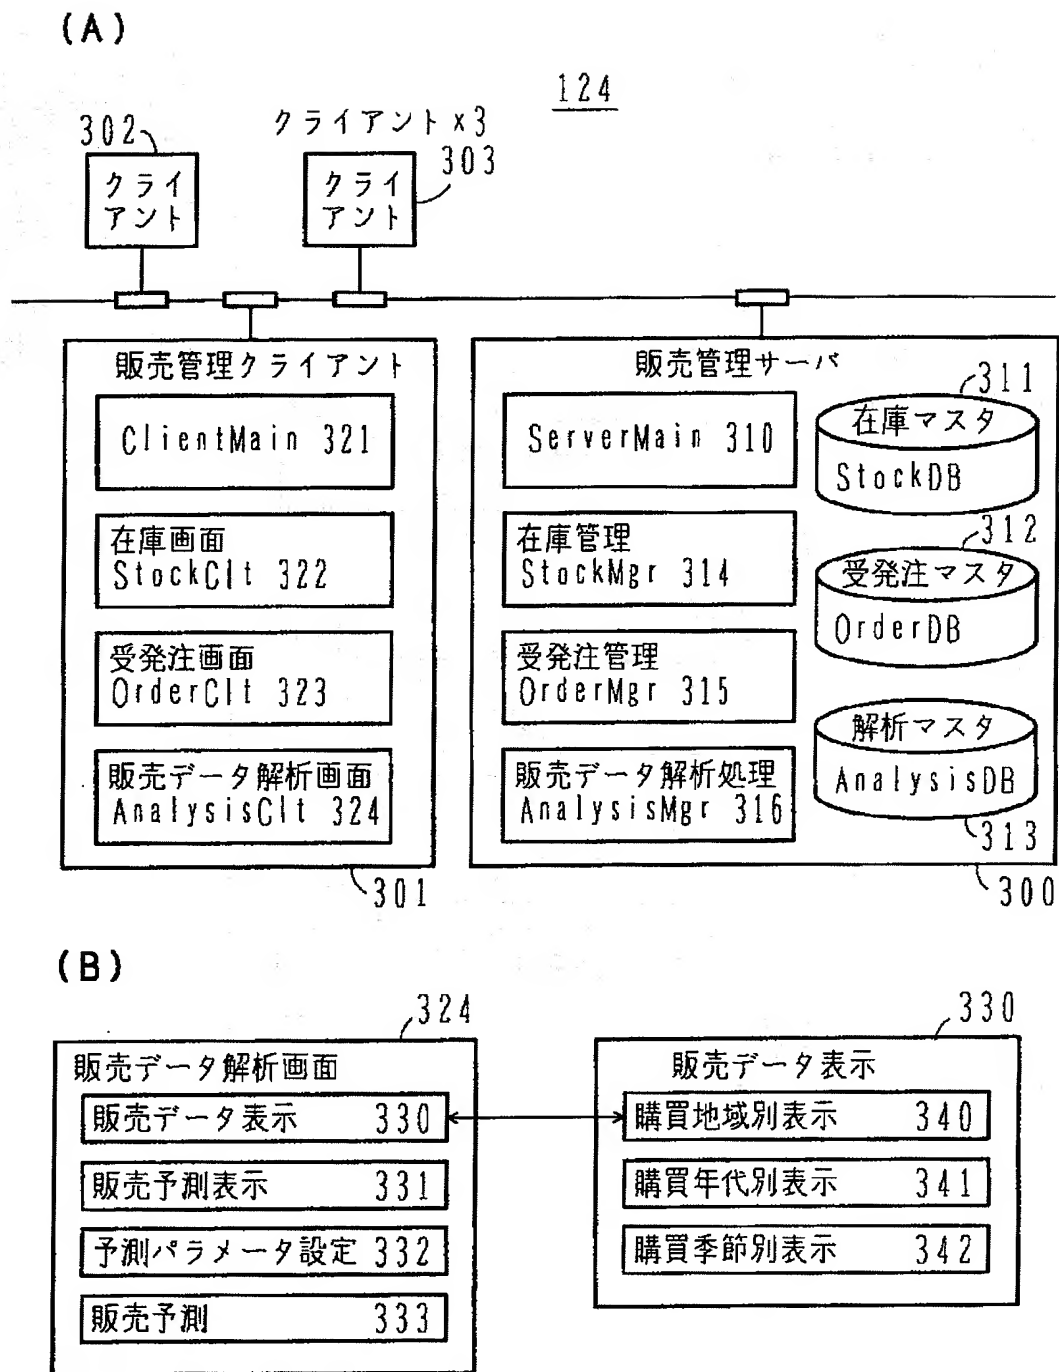 (A)
124
クライアント×3
302
303
クライ
アント
クライ
アント
販売管理クライアント
ClientMain 321
在庫画面
StockClt 322
受発注画面
OrderClt 323
販売データ解析画面
AnalysisClt 324
301
販売管理サーバ
ServerMain 310
在庫管理
StockMgr 314
受発注管理
OrderMgr 315
販売データ解析処理
AnalysisMgr 316
311
在庫マスタ
StockDB
312
受発注マスタ
OrderDB
解析マスタ
AnalysisDB
313
300
(B)
324
販売データ解析画面
販売データ表示 330
販売予測表示 331
予測パラメータ設定 332
販売予測 333
330
販売データ表示
購買地域別表示 340
購買年代別表示 341
購買季節別表示 342